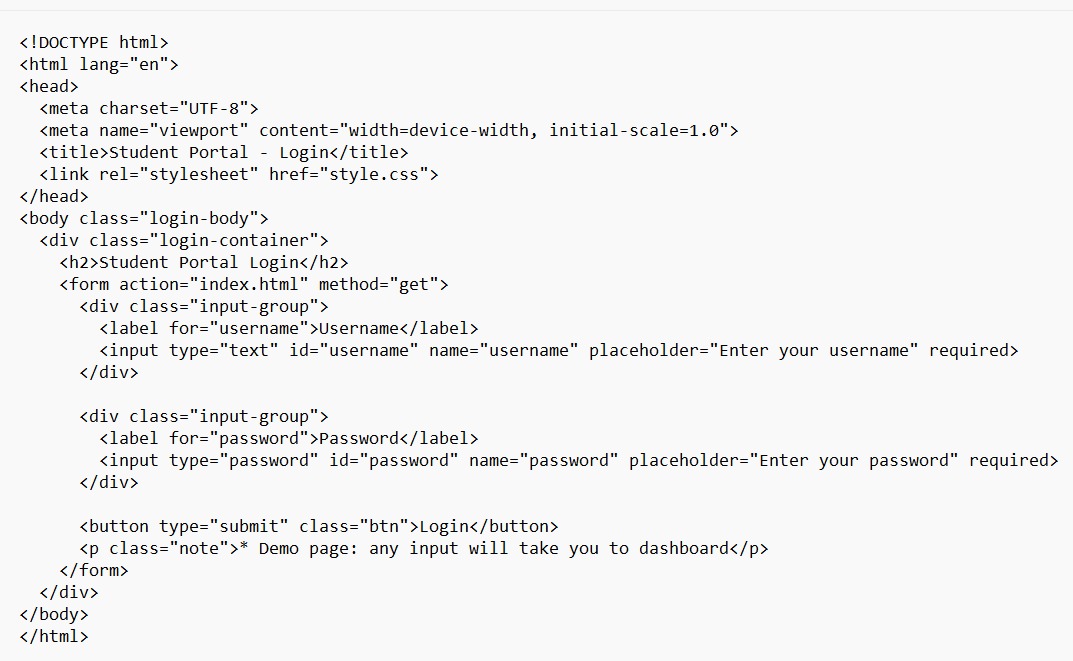 <!DOCTYPE html>
<html lang="en">
<head>
  <meta charset="UTF-8">
  <meta name="viewport" content="width=device-width, initial-scale=1.0">
  <title>Student Portal - Login</title>
  <link rel="stylesheet" href="style.css">
</head>
<body class="login-body">
  <div class="login-container">
    <h2>Student Portal Login</h2>
    <form action="index.html" method="get">
      <div class="input-group">
        <label for="username">Username</label>
        <input type="text" id="username" name="username" placeholder="Enter your username" required>
      </div>

      <div class="input-group">
        <label for="password">Password</label>
        <input type="password" id="password" name="password" placeholder="Enter your password" required>
      </div>

      <button type="submit" class="btn">Login</button>
      <p class="note">* Demo page: any input will take you to dashboard</p>
    </form>
  </div>
</body>
</html>